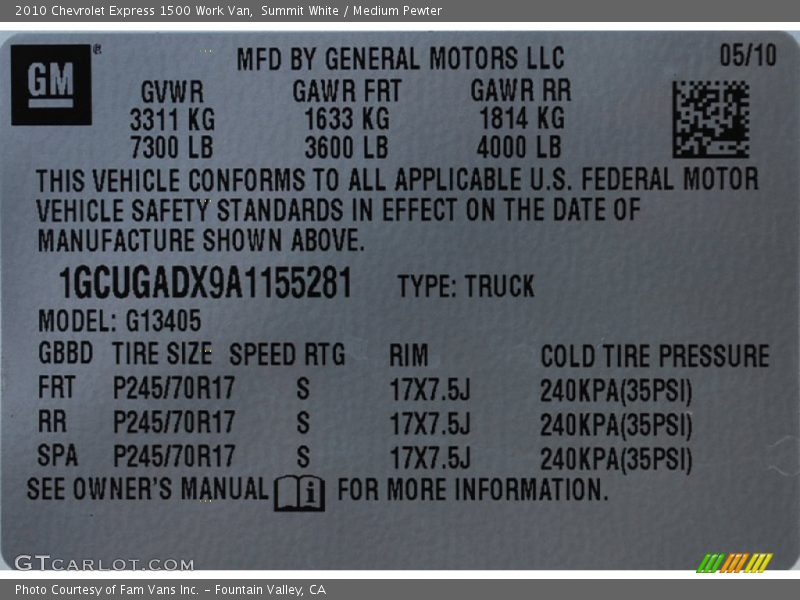 2010 Chevrolet Express 1500 Work Van, Summit White / Medium Pewter
GM ®
MFD BY GENERAL MOTORS LLC 05/10
GVWR GAWR FRT GAWR RR
3311 KG 1633 KG 1814 KG
7300 LB 3600 LB 4000 LB
THIS VEHICLE CONFORMS TO ALL APPLICABLE U.S. FEDERAL MOTOR
VEHICLE SAFETY STANDARDS IN EFFECT ON THE DATE OF
MANUFACTURE SHOWN ABOVE.
1GCUGADX9A1155281 TYPE: TRUCK
MODEL: G13405
GBBD TIRE SIZE SPEED RTG RIM COLD TIRE PRESSURE
FRT P245/70R17 S 17X7.5J 240KPA(35PSI)
RR P245/70R17 S 17X7.5J 240KPA(35PSI)
SPA P245/70R17 S 17X7.5J 240KPA(35PSI)
SEE OWNER'S MANUAL i FOR MORE INFORMATION.
GTCARLOT.COM
Photo Courtesy of Fam Vans Inc. - Fountain Valley, CA